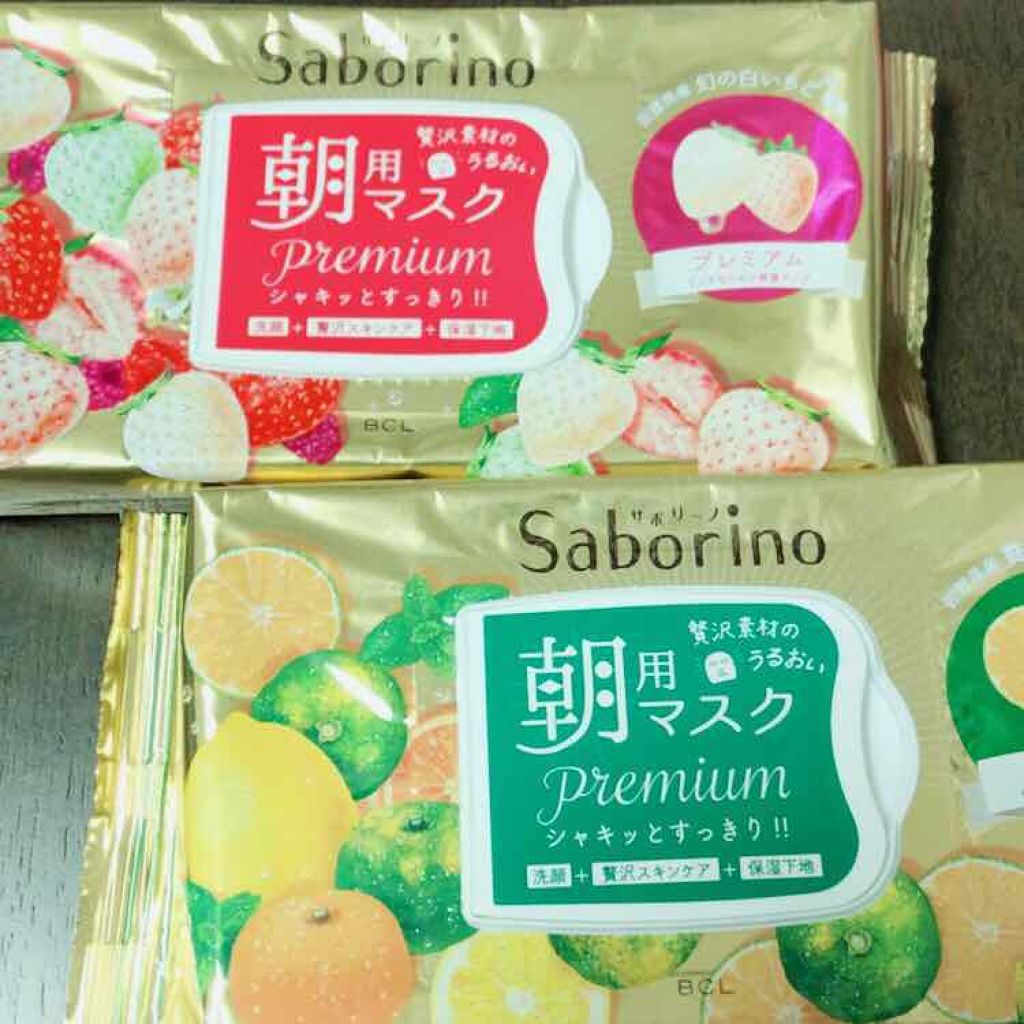 サボリーノ
Saborino
幻の白いちご
朝用マスク
贅沢素材の
うるおい
Premium
シャキッとすっきり!!
洗顔+贅沢スキンケア+保湿下地
プレミアム
BCL
サボリーノ
Saborino
朝用マスク
贅沢素材の
うるおい
Premium
シャキッとすっきり!!
洗顔+贅沢スキンケア+保湿下地
BCL